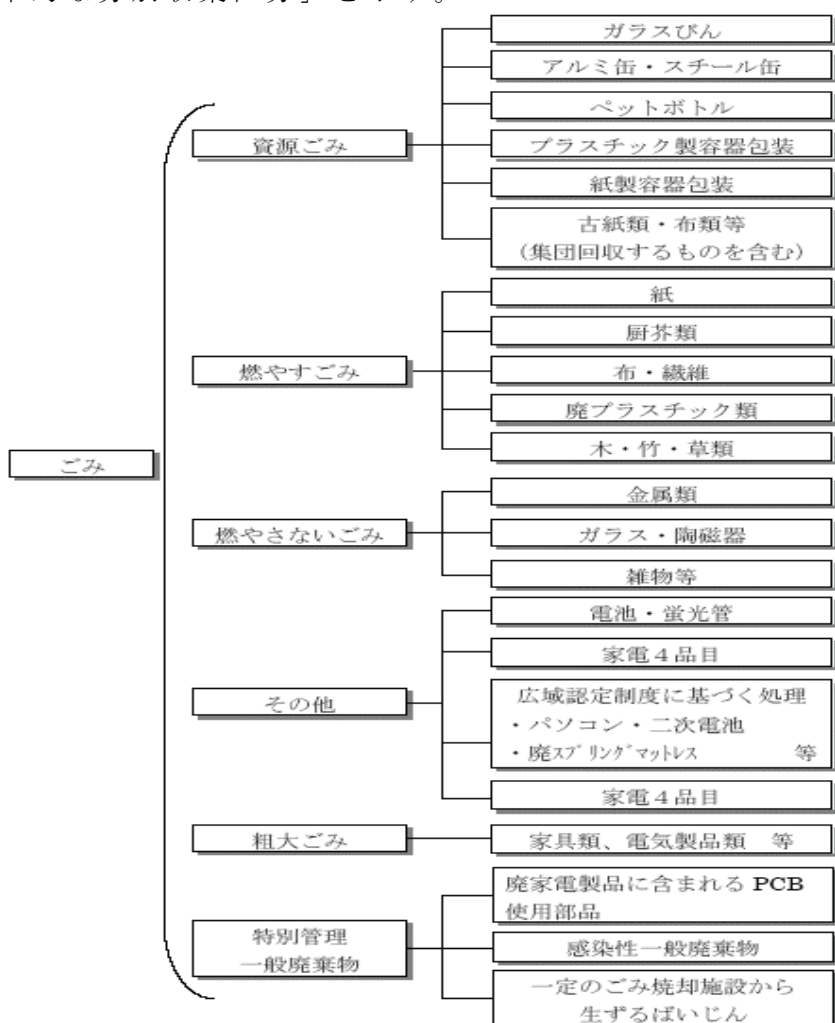 ガラスびん
アルミ缶・スチール缶
ペットボトル
資源ごみ
プラスチック製容器包装
紙製容器包装
古紙類・布類等
（集団回収するものを含む）
紙
厨芥類
燃やすごみ
布・繊維
廃プラスチック類
木・竹・草類
ごみ
金属類
燃やさないごみ
ガラス・陶磁器
雑物等
電池・蛍光管
家電４品目
その他
広域認定制度に基づく処理
・パソコン・二次電池
・廃ｽﾌﾟﾘﾝｸﾞﾏｯﾄﾚｽ 等
家電４品目
粗大ごみ
家具類、電気製品類 等
廃家電製品に含まれる PCB
使用部品
特別管理
一般廃棄物
感染性一般廃棄物
一定のごみ焼却施設から
生ずるばいじん